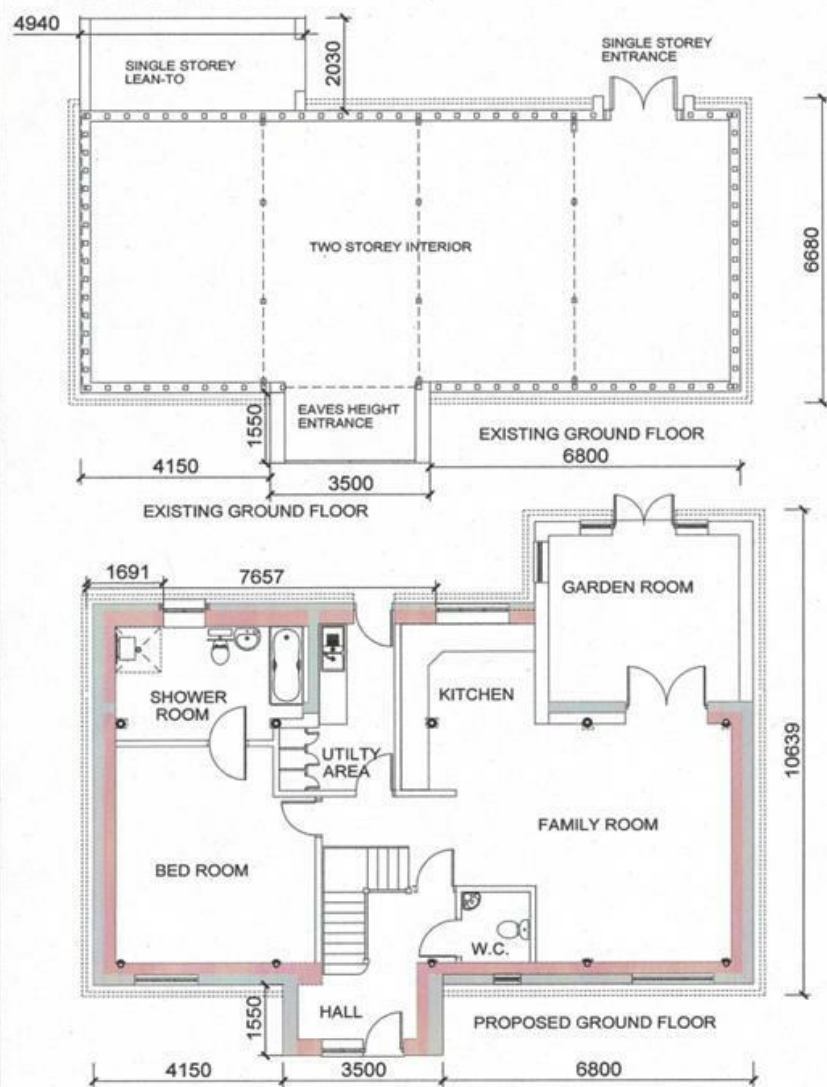 4940
SINGLE STOREY
LEAN-TO
2030
SINGLE STOREY
ENTRANCE
TWO STOREY INTERIOR
6680
1550
EAVES HEIGHT
ENTRANCE
EXISTING GROUND FLOOR
4150
3500
6800
EXISTING GROUND FLOOR
1691
7657
GARDEN ROOM
SHOWER
ROOM
KITCHEN
UTILTY
AREA
10639
FAMILY ROOM
BED ROOM
W.C.
HALL
1550
PROPOSED GROUND FLOOR
4150
3500
6800